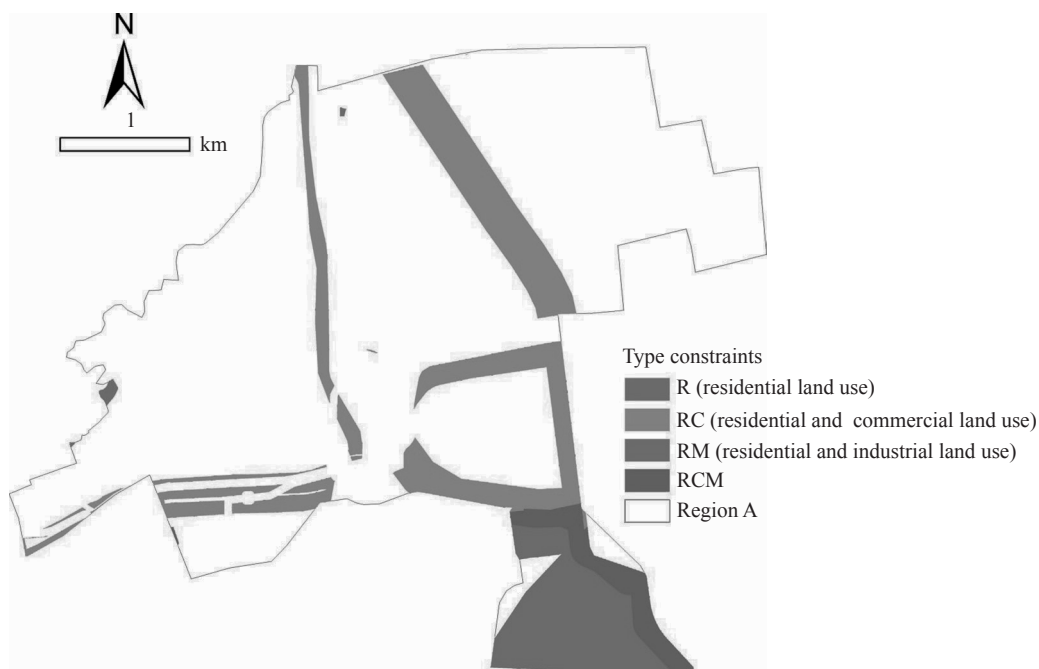 N
1
km
Type constraints
R (residential land use)
RC (residential and commercial land use)
RM (residential and industrial land use)
RCM
Region A